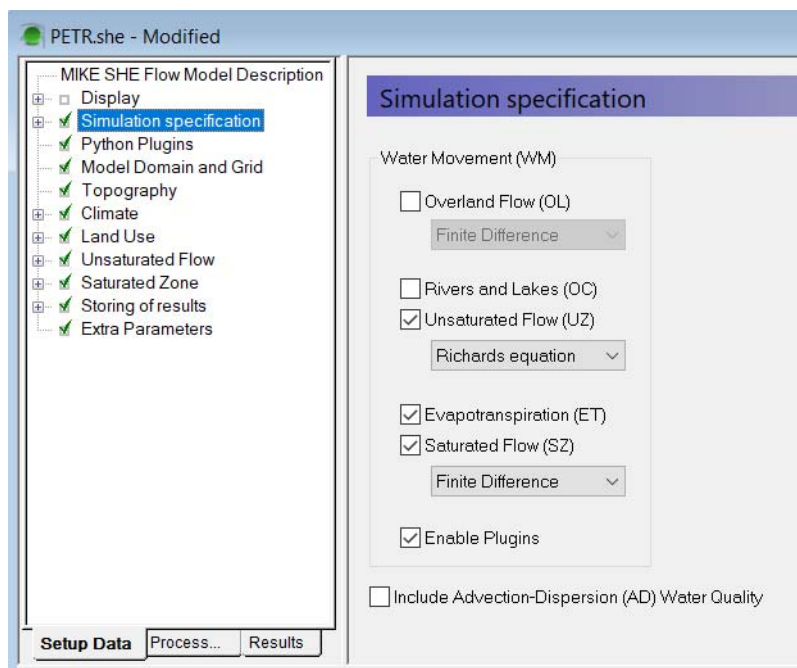 PETR.she - Modified
MIKE SHE Flow Model Description
Display
Simulation specification
Python Plugins
Model Domain and Grid
Topography
Climate
Land Use
Unsaturated Flow
Saturated Zone
Storing of results
Extra Parameters
Setup Data
Process...
Results
Simulation specification
Water Movement (WM)
Overland Flow (OL)
Finite Difference
Rivers and Lakes (OC)
Unsaturated Flow (UZ)
Richards equation
Evapotranspiration (ET)
Saturated Flow (SZ)
Finite Difference
Enable Plugins
Include Advection-Dispersion (AD) Water Quality